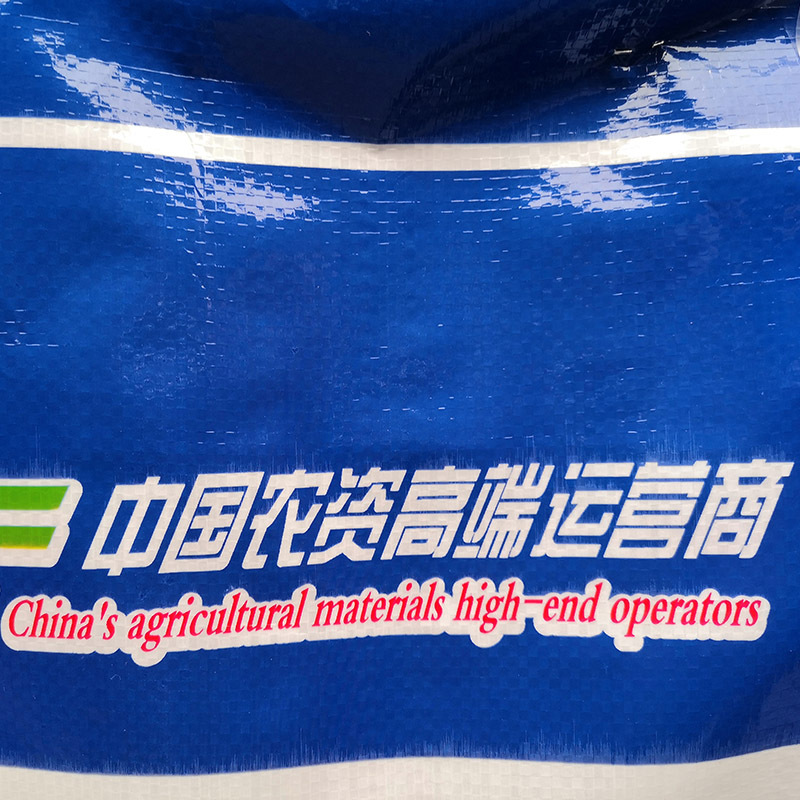 中国农资高端运营商
China's agricultural materials high-end operators